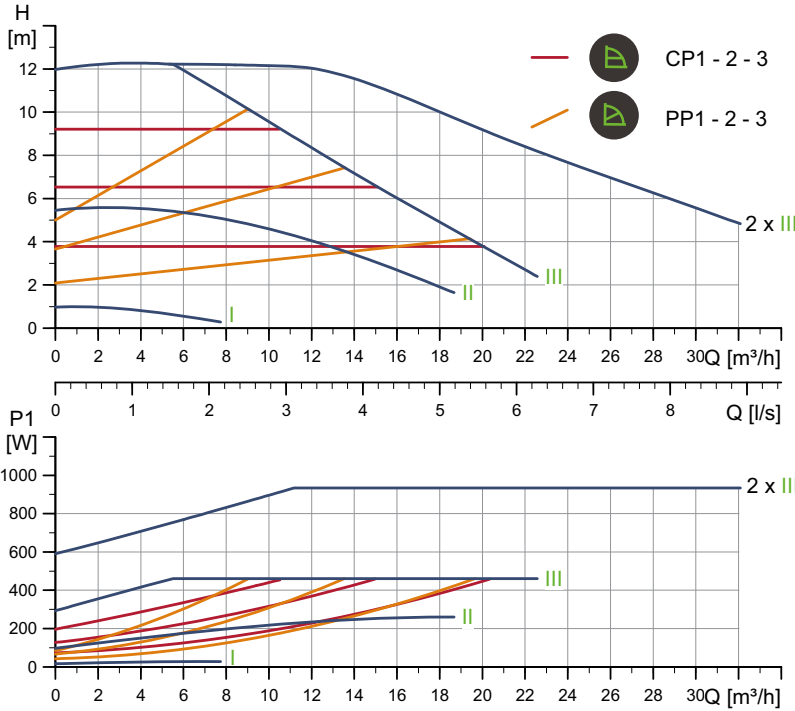 H
[m]
12
10
8
6
4
2
0
CP1 - 2 - 3
PP1 - 2 - 3
2 x III
III
II
I
0 2 4 6 8 10 12 14 16 18 20 22 24 26 28 30 Q [m³/h]
0 1 2 3 4 5 6 7 8 Q [l/s]
P1
[W]
1000
800
600
400
200
0
2 x III
III
II
I
0 2 4 6 8 10 12 14 16 18 20 22 24 26 28 30 Q [m³/h]